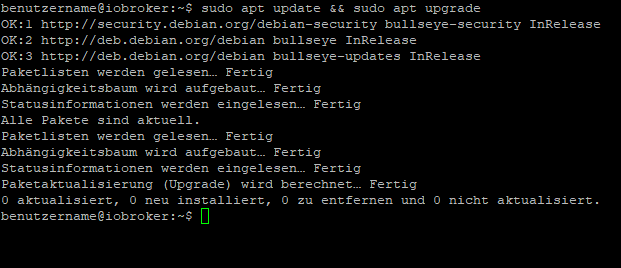 benutzername@iobroker:~$ sudo apt update && sudo apt upgrade
OK:1 http://security.debian.org/debian-security bullseye-security InRelease
OK:2 http://deb.debian.org/debian bullseye InRelease
OK:3 http://deb.debian.org/debian bullseye-updates InRelease
Paketlisten werden gelesen… Fertig
Abhängigkeitsbaum wird aufgebaut… Fertig
Statusinformationen werden eingelesen… Fertig
Alle Pakete sind aktuell.
Paketlisten werden gelesen… Fertig
Abhängigkeitsbaum wird aufgebaut… Fertig
Statusinformationen werden eingelesen… Fertig
Paketaktualisierung (Upgrade) wird berechnet… Fertig
0 aktualisiert, 0 neu installiert, 0 zu entfernen und 0 nicht aktualisiert.
benutzername@iobroker:~$